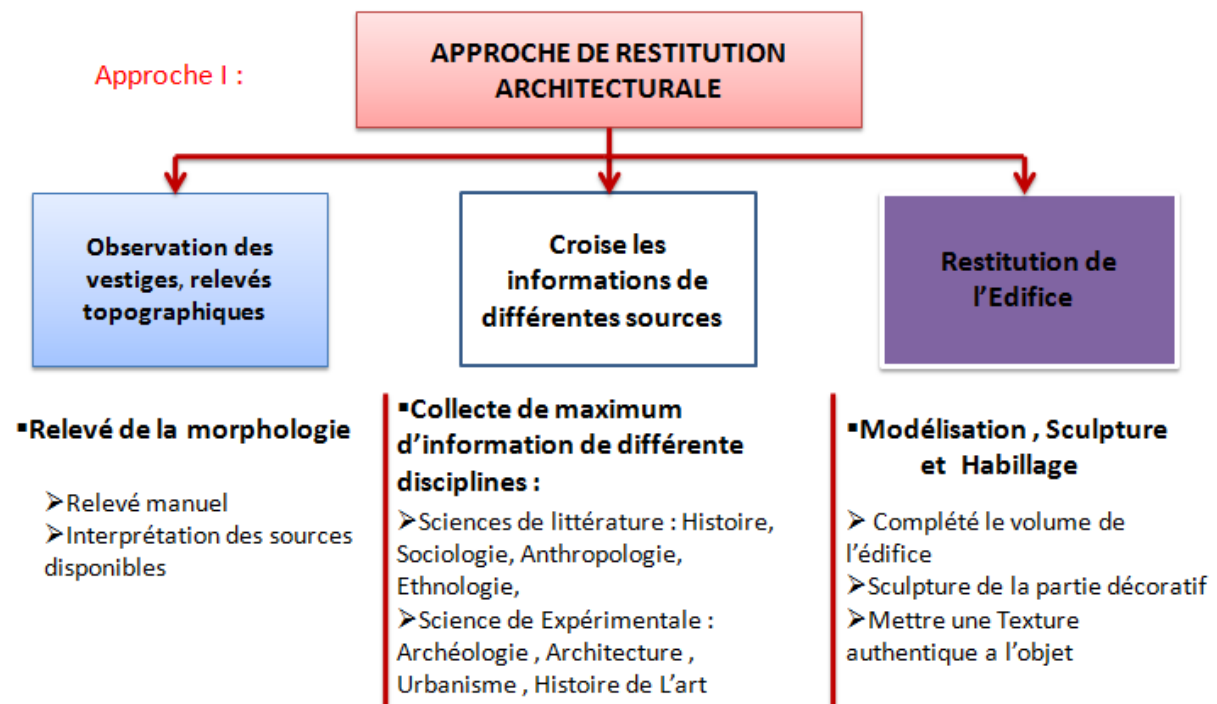 Approche I :
APPROCHE DE RESTITUTION
ARCHITECTURALE
Observation des
vestiges, relevés
topographiques
Croise les
informations de
différentes sources
Restitution de
l’Edifice
▪Relevé de la morphologie
➢Relevé manuel
➢Interprétation des sources
disponibles
▪Collecte de maximum
d’information de différente
disciplines :
➢Sciences de littérature : Histoire,
Sociologie, Anthropologie,
Ethnologie,
➢Science de Expérimentale :
Archéologie , Architecture ,
Urbanisme , Histoire de L’art
▪Modélisation , Sculpture
et Habillage
➢ Complété le volume de
l’édifice
➢Sculpture de la partie décoratif
➢Mettre une Texture
authentique a l’objet